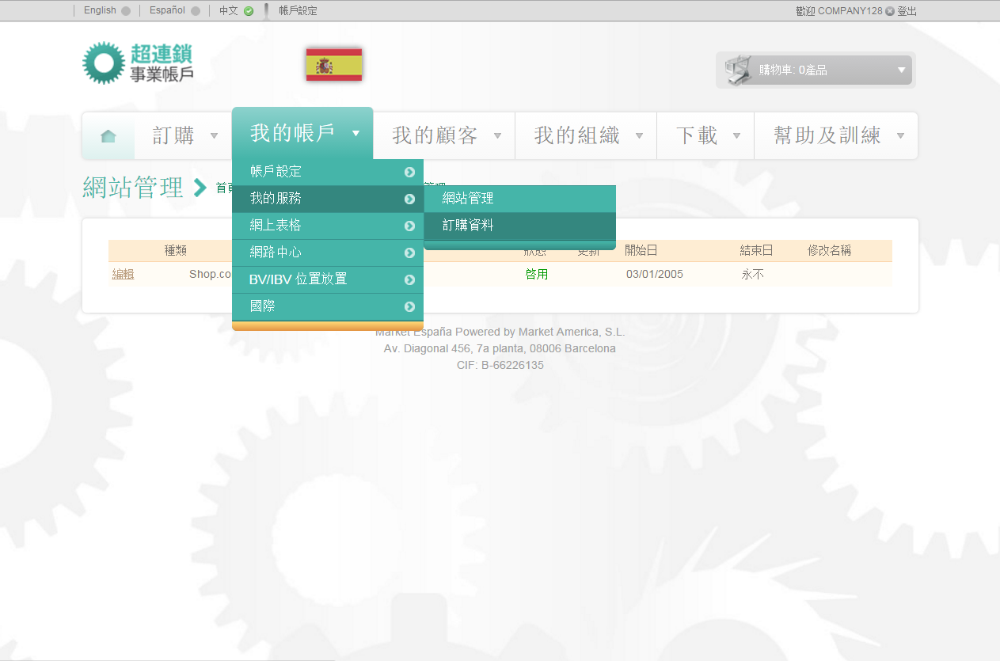 English Español 中文 帳戶設定 歡迎 COMPANY128 登出
超連鎖
事業帳戶
購物車: 0產品
訂購 我的帳戶 我的顧客 我的組織 下載 幫助及訓練
網站管理 首頁 管理
帳戶設定
我的服務 網站管理
網上表格 訂購資料
網路中心
BV/IBV 位置放置
國際
種類 狀態 更新 開始日 結束日 修改名稱
編輯 Shop.co 啓用 03/01/2005 永不
Market España Powered by Market America, S.L.
Av. Diagonal 456, 7a planta, 08006 Barcelona
CIF: B-66226135